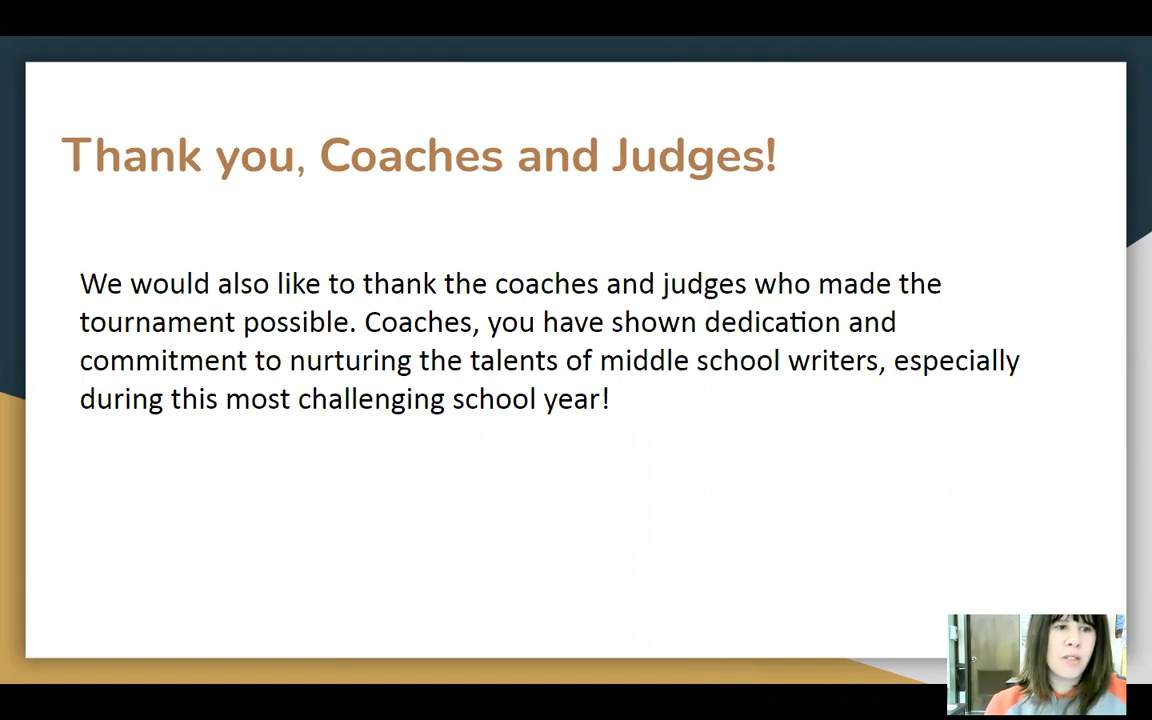 Thank you, Coaches and Judges!
We would also like to thank the coaches and judges who made the
tournament possible. Coaches, you have shown dedication and
commitment to nurturing the talents of middle school writers, especially
during this most challenging school year!